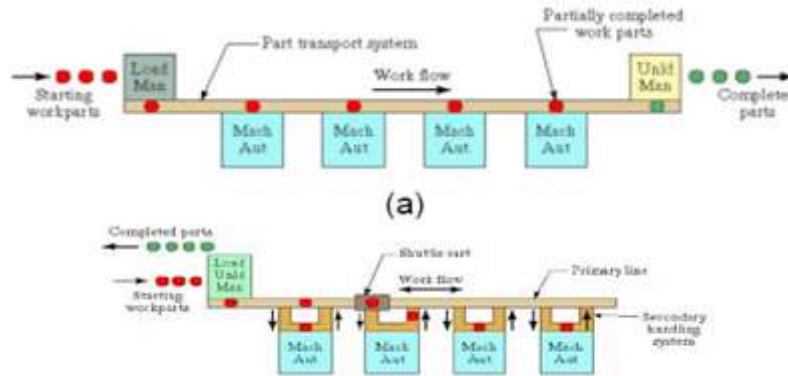 Part transport system
Partially completed
work parts
Load
Man
Work flow
Unld
Man
Starting
workparts
Completed
parts
Mach
Aut
Mach
Aut
Mach
Aut
Mach
Aut
(a)
Completed parts
Shuttle cart
Load
Unld
Man
Work flow
Primary line
Starting
workparts
Secondary
handling
system
Mach
Aut
Mach
Aut
Mach
Aut
Mach
Aut